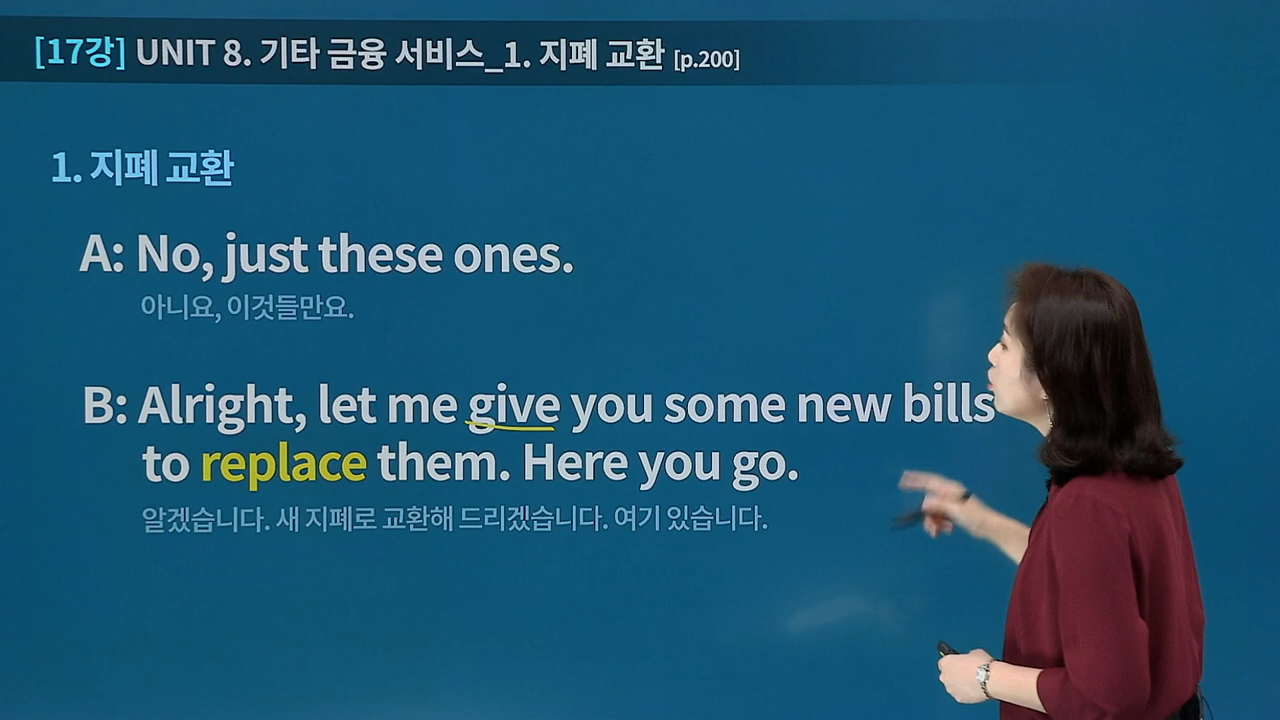 [17강] UNIT 8. 기타 금융 서비스_1. 지폐 교환 [p.200]
1. 지폐 교환
A: No, just these ones.
아니요, 이것들만요.
B: Alright, let me give you some new bills
to replace them. Here you go.
알겠습니다. 새 지폐로 교환해 드리겠습니다. 여기 있습니다.